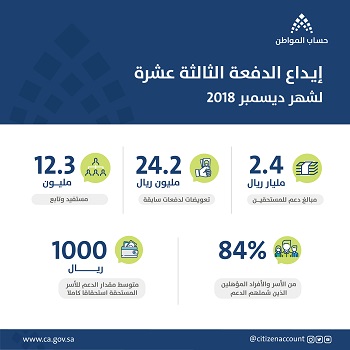 حساب المواطن
إيداع الدفعة الثالثة عشرة
لشهر ديسمبر 2018
2.4
مليار ريال
مبالغ دعم للمستحقين
24.2
مليون ريال
تعويضات لدفعات سابقة
12.3
مليون
مستفيد وتابع
84%
من الأسر والأفراد المؤهلين
الذين شملهم الدعم
1000
ريال
متوسط مقدار الدعم للأسر
المستحقة استحقاقًا كاملًا
www.ca.gov.sa
@citizenaccount